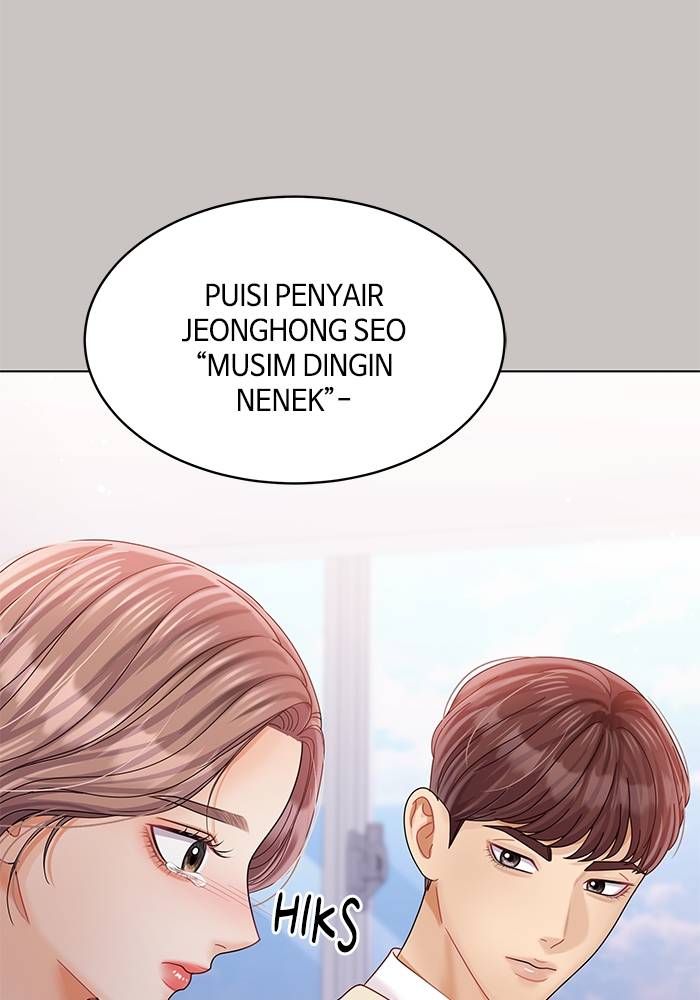 PUISI PENYAIR
JEONGHONG SEO
“MUSIM DINGIN
NENEK”-
HIKS